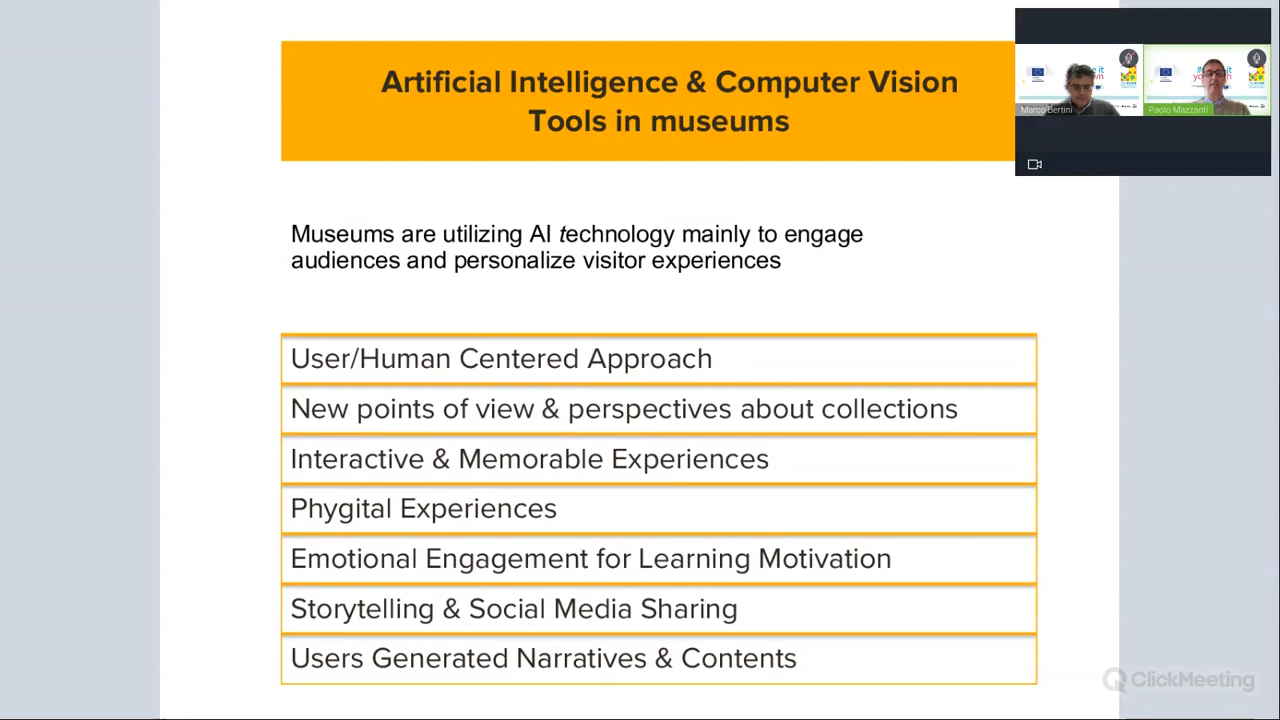 Artificial Intelligence & Computer Vision
Tools in museums
Marco Bertini
Paolo Mazzanti
Museums are utilizing AI technology mainly to engage
audiences and personalize visitor experiences
User/Human Centered Approach
New points of view & perspectives about collections
Interactive & Memorable Experiences
Phygital Experiences
Emotional Engagement for Learning Motivation
Storytelling & Social Media Sharing
Users Generated Narratives & Contents
ClickMeeting